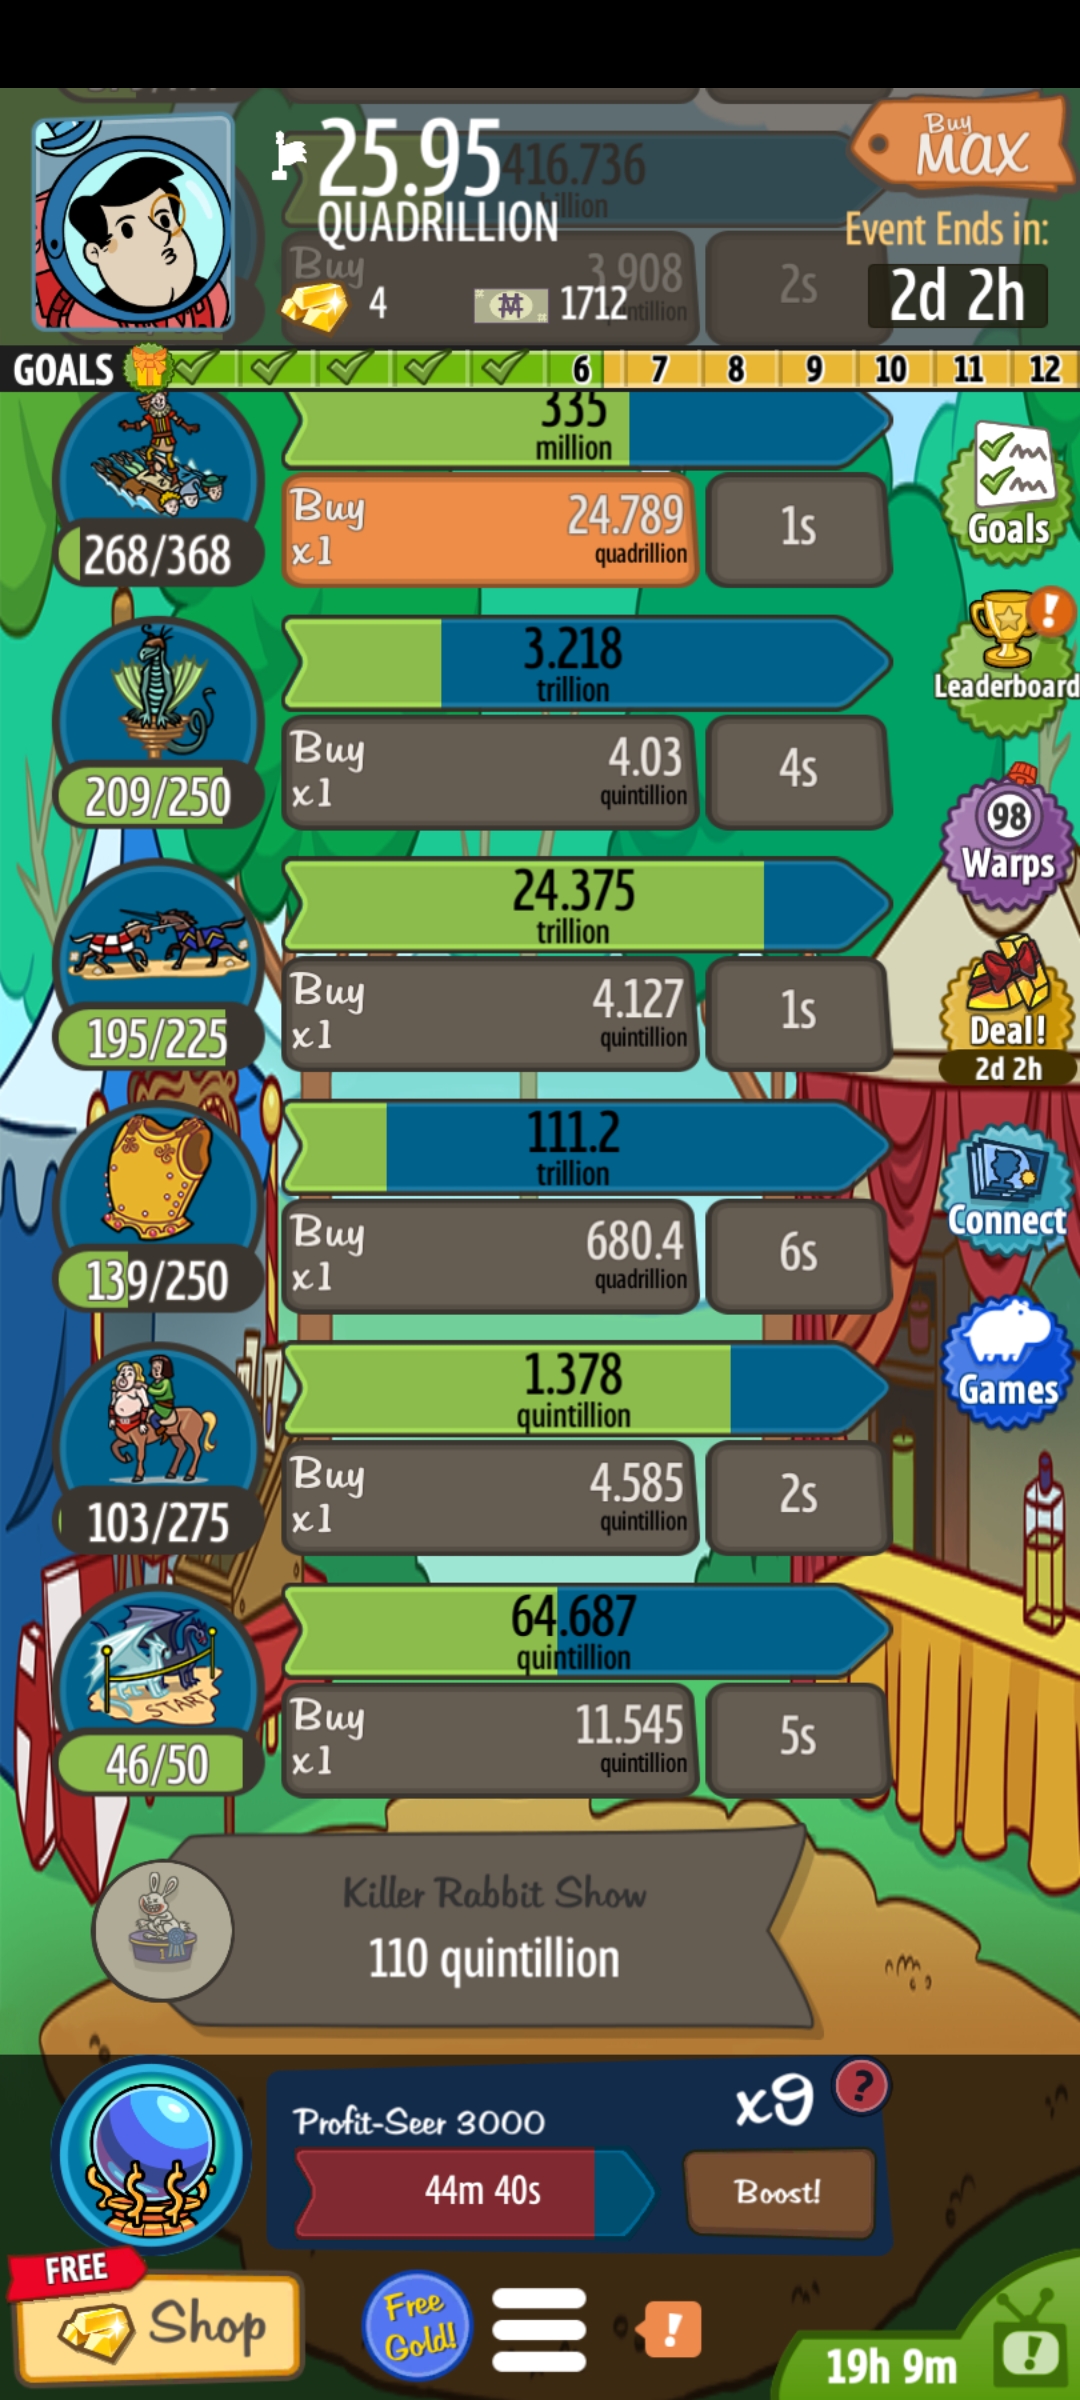 25.95
QUADRILLION
416.736
Buy
MAX
Event Ends in:
2d 2h
Buy
3.908
2s
4
1712
GOALS
6
7
8
9
10
11
12
335
million
268/368
Buy
x1
24.789
quadrillion
1s
Goals
3.218
trillion
209/250
Buy
x1
4.03
quintillion
4s
!
Leaderboard
98
Warps
24.375
trillion
195/225
Buy
x1
4.127
quintillion
1s
Deal!
2d 2h
111.2
trillion
139/250
Buy
x1
680.4
quadrillion
6s
Connect
1.378
quintillion
103/275
Buy
x1
4.585
quintillion
2s
Games
64.687
quintillion
START
46/50
Buy
x1
11.545
quintillion
5s
Killer Rabbit Show
110 quintillion
1
Profit-Seer 3000
x9
?
44m 40s
Boost!
FREE
Shop
Free
Gold!
!
19h 9m
!